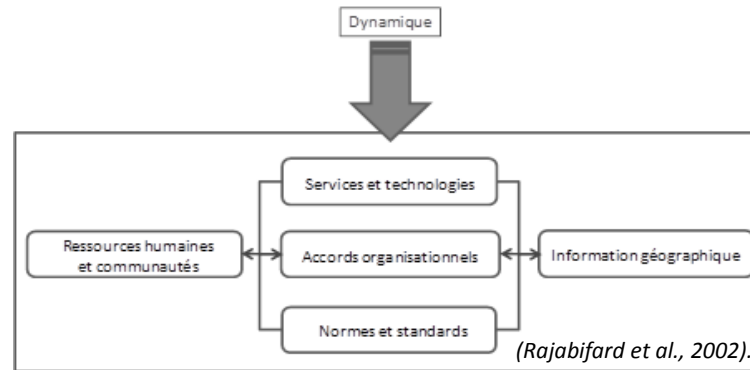 Dynamique
Services et technologies
Ressources humaines
et communautés
Accords organisationnels
Information géographique
Normes et standards
(Rajabifard et al., 2002).